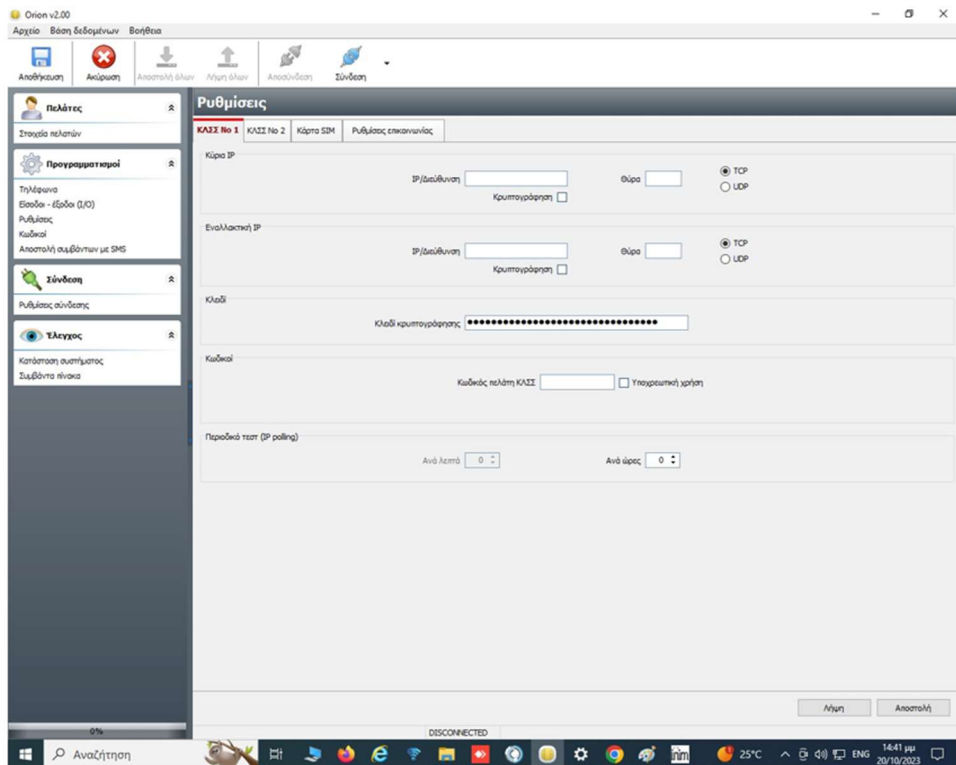 Orion v2.00
Αρχείο Βάση δεδομένων Βοήθεια
Αποθήκευση Ακύρωση Αποστολή όλων Λήψη όλων Αποσύνδεση Σύνδεση
Πελάτες
Στοιχεία πελατών
Προγραμματισμοί
Τηλέφωνα
Είσοδοι - έξοδοι (I/O)
Ρυθμίσεις
Κωδικοί
Αποστολή συμβάντων με SMS
Σύνδεση
Ρυθμίσεις σύνδεσης
Έλεγχος
Κατάσταση συστήματος
Συμβάντα πίνακα
0%
Ρυθμίσεις
ΚΛΣΣ Νο 1 ΚΛΣΣ Νο 2 Κάρτα SIM Ρυθμίσεις επικοινωνίας
Κύρια IP
IP/Διεύθυνση Θύρα TCP
UDP
Κρυπτογράφηση
Εναλλακτική IP
IP/Διεύθυνση Θύρα TCP
UDP
Κρυπτογράφηση
Κλειδί
Κλειδί κρυπτογράφησης
Κωδικοί
Κωδικός πελάτη ΚΛΣΣ Υποχρεωτική χρήση
Περιοδικό τεστ (IP polling)
Ανά λεπτά 0 Ανά ώρες 0
Λήψη Αποστολή
DISCONNECTED
Αναζήτηση
inim
25°C
ENG
14:41 μμ
20/10/2023